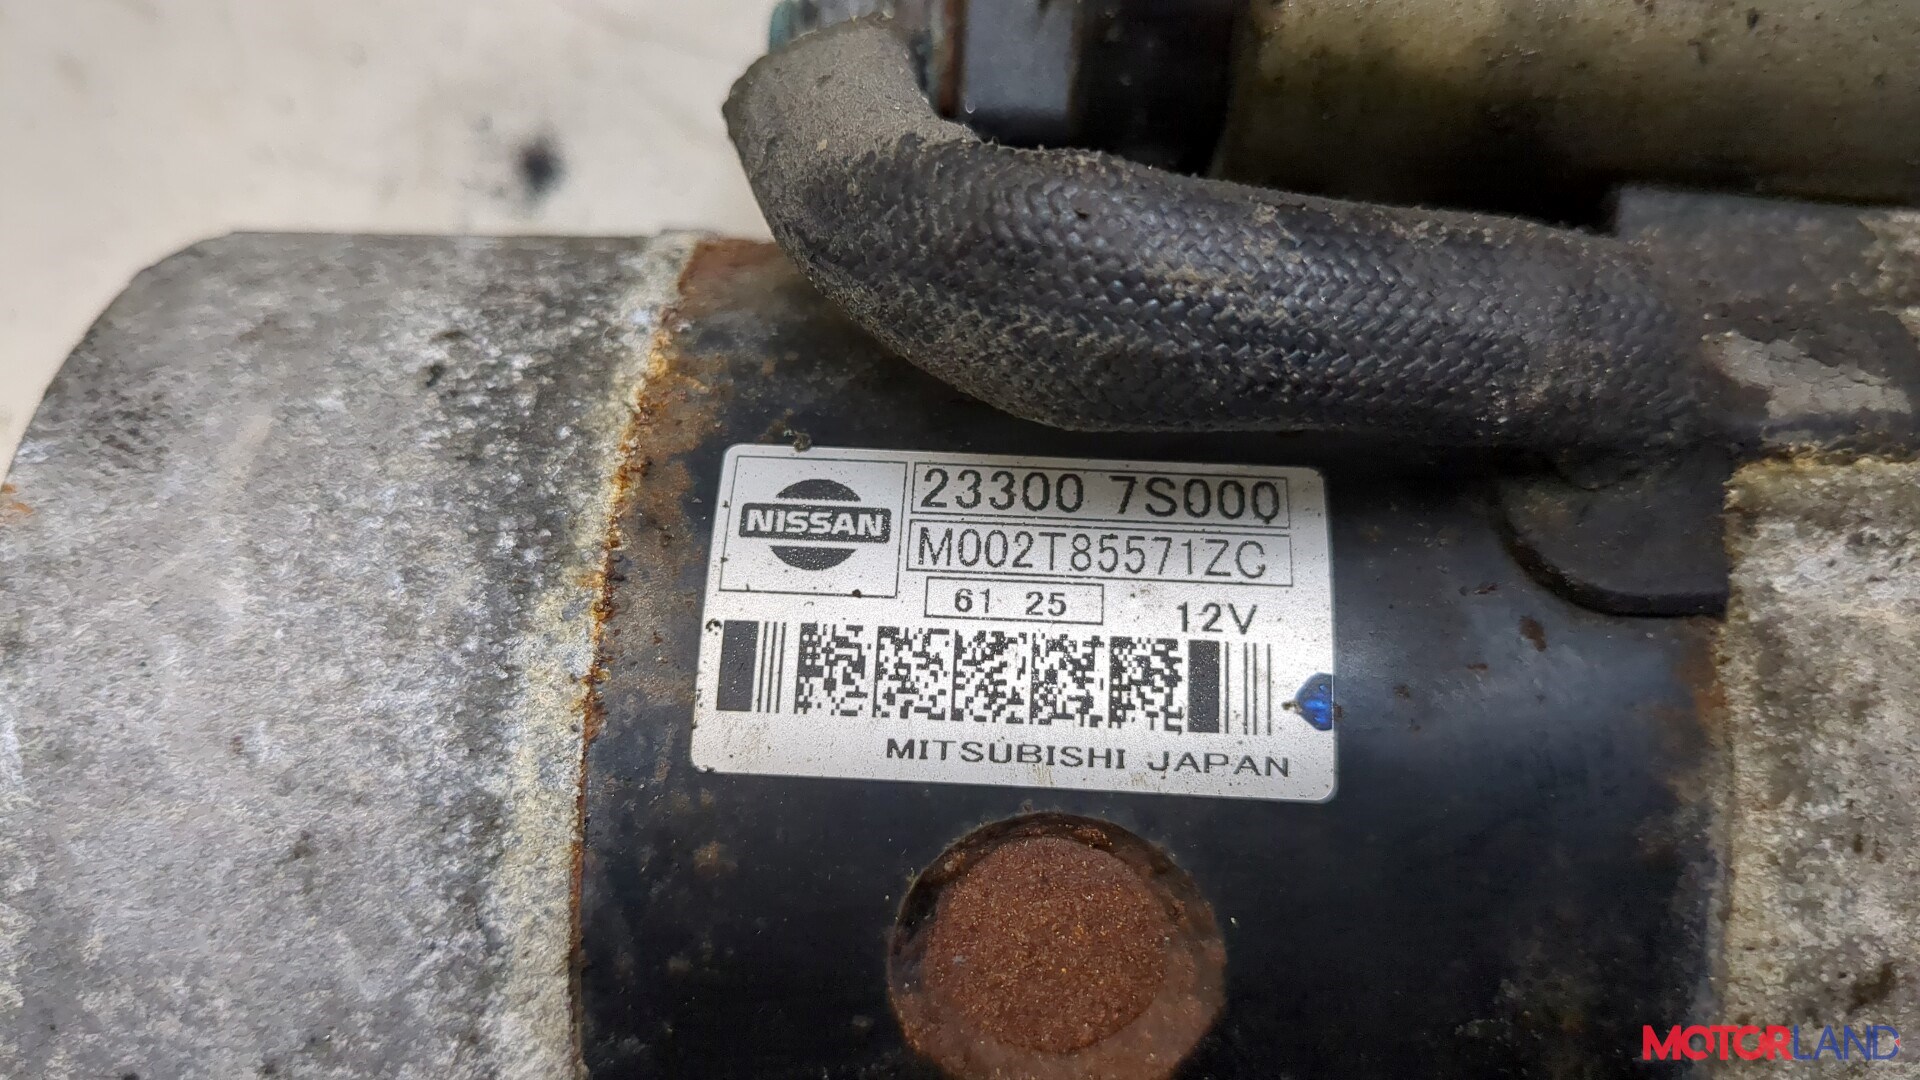 NISSAN
23300 7S000
M002T85571ZC
61 25
12V
MITSUBISHI JAPAN
MOTORLAND